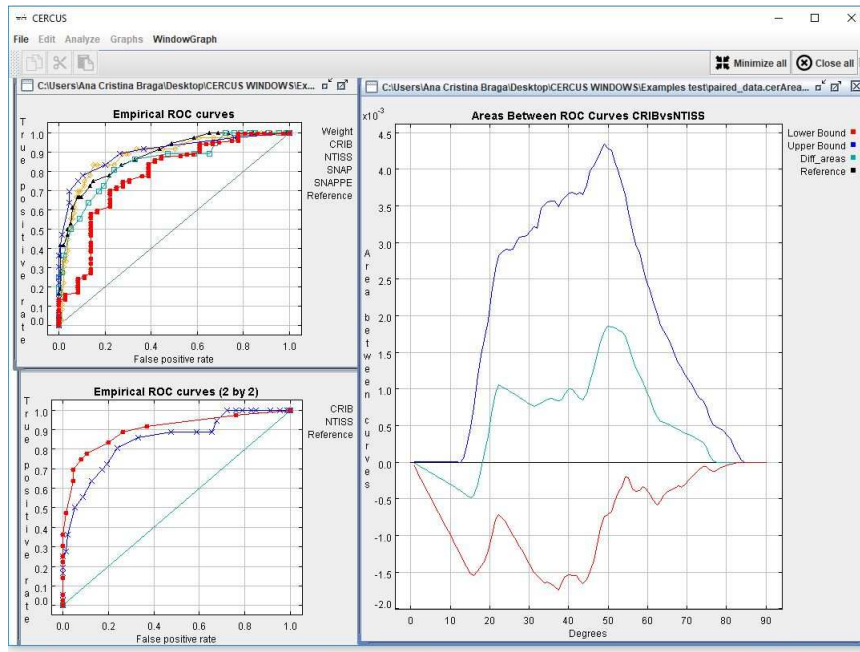 CERCUS
File Edit Analyze Graphs WindowGraph
Minimize all Close all
C:\Users\Ana Cristina Braga\Desktop\CERCUS WINDOWS\Ex...
Empirical ROC curves
True positive rate
1.0
0.9
0.8
0.7
0.6
0.5
0.4
0.3
0.2
0.1
0.0
0.0 0.2 0.4 0.6 0.8 1.0
False positive rate
Weight
CRIB
NTISS
SNAP
SNAPPE
Reference
Empirical ROC curves (2 by 2)
True positive rate
1.0
0.9
0.8
0.7
0.6
0.5
0.4
0.3
0.2
0.1
0.0
0.0 0.2 0.4 0.6 0.8 1.0
False positive rate
CRIB
NTISS
Reference
C:\Users\Ana Cristina Braga\Desktop\CERCUS WINDOWS\Examples test\paired_data.cerArea...
Areas Between ROC Curves CRIBvsNTISS
x10⁻³
Area between curves
4.5
4.0
3.5
3.0
2.5
2.0
1.5
1.0
0.5
0.0
-0.5
-1.0
-1.5
-2.0
0 10 20 30 40 50 60 70 80 90
Degrees
Lower Bound
Upper Bound
Diff_areas
Reference